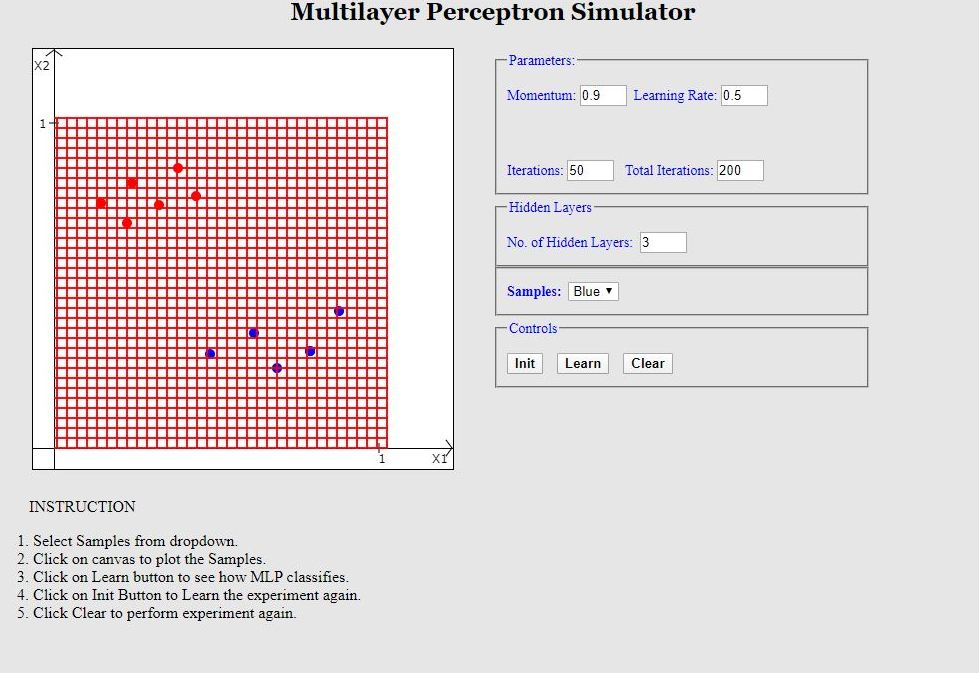 Multilayer Perceptron Simulator
X2
1
1
X1
Parameters:
Momentum: 0.9 Learning Rate: 0.5
Iterations: 50 Total Iterations: 200
Hidden Layers
No. of Hidden Layers: 3
Samples: Blue
Controls
Init Learn Clear
INSTRUCTION
1. Select Samples from dropdown.
2. Click on canvas to plot the Samples.
3. Click on Learn button to see how MLP classifies.
4. Click on Init Button to Learn the experiment again.
5. Click Clear to perform experiment again.